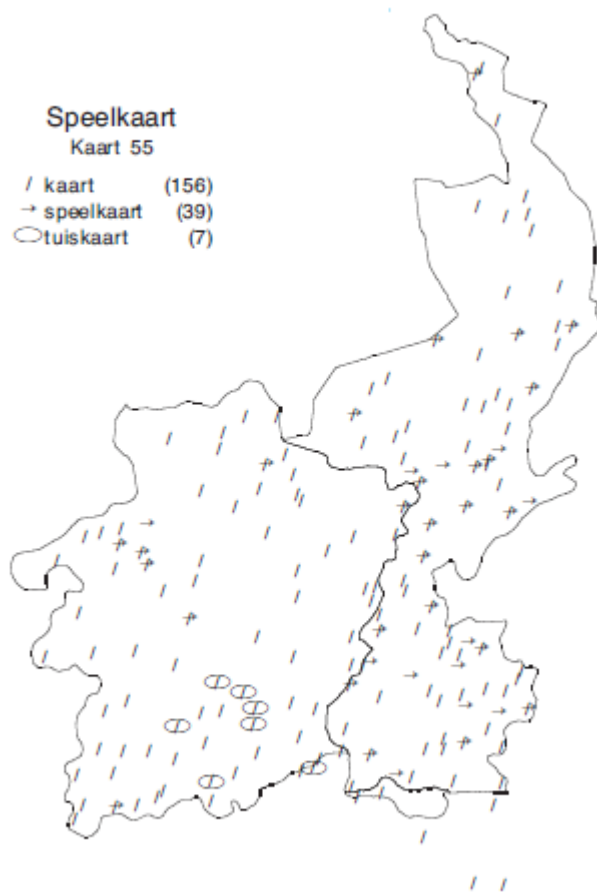 Speelkaart
Kaart 55
/ kaart (156)
→ speelkaart (39)
tuiskaart (7)